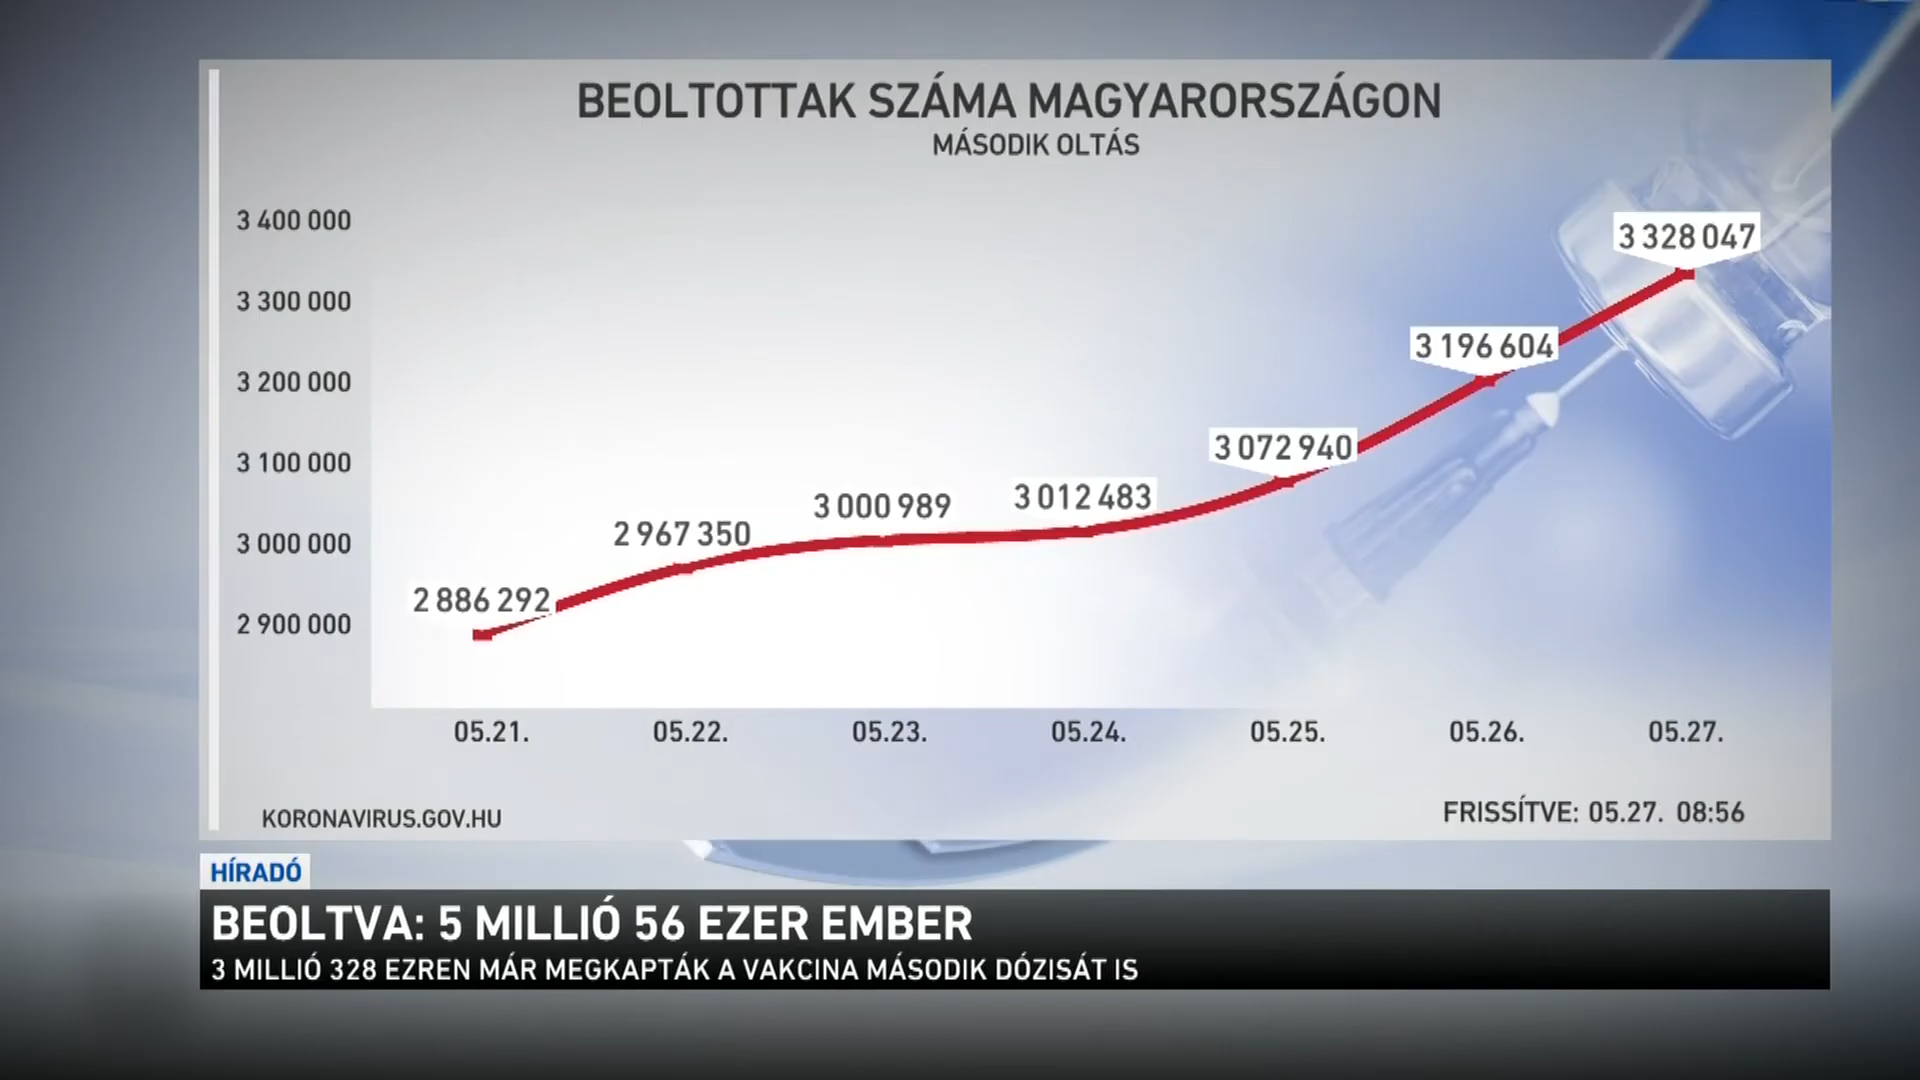 BEOLTOTTAK SZÁMA MAGYARORSZÁGON
MÁSODIK OLTÁS
3 400 000
3 300 000
3 200 000
3 100 000
3 000 000
2 900 000
2 886 292
2 967 350
3 000 989
3 012 483
3 072 940
3 196 604
3 328 047
05.21. 05.22. 05.23. 05.24. 05.25. 05.26. 05.27.
KORONAVIRUS.GOV.HU
FRISSÍTVE: 05.27. 08:56
HÍRADÓ
BEOLTVA: 5 MILLIÓ 56 EZER EMBER
3 MILLIÓ 328 EZREN MÁR MEGKAPTÁK A VAKCINA MÁSODIK DÓZISÁT IS